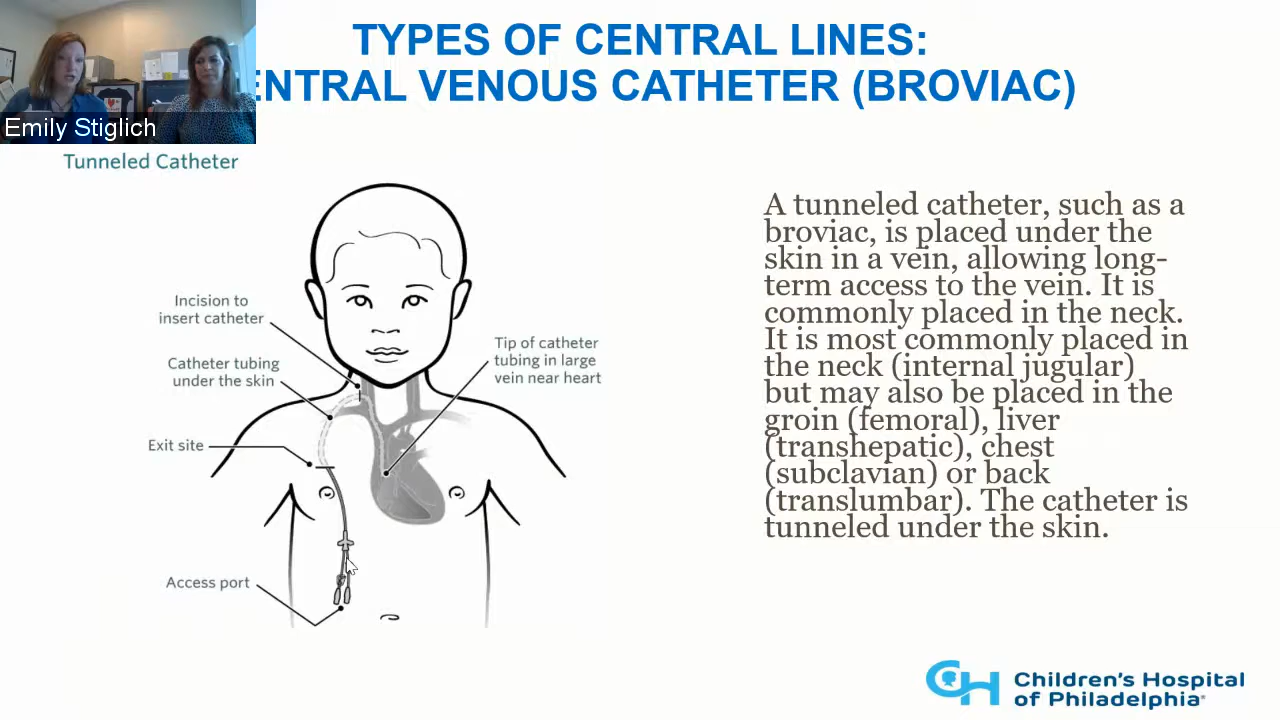 TYPES OF CENTRAL LINES:
ENTRAL VENOUS CATHETER (BROVIAC)
Emily Stiglich
Tunneled Catheter
Incision to
insert catheter
Catheter tubing
under the skin
Exit site
Access port
Tip of catheter
tubing in large
vein near heart
A tunneled catheter, such as a
broviac, is placed under the
skin in a vein, allowing long-
term access to the vein. It is
commonly placed in the neck.
It is most commonly placed in
the neck (internal jugular)
but may also be placed in the
groin (femoral), liver
(transhepatic), chest
(subclavian) or back
(translumbar). The catheter is
tunneled under the skin.
CH Children's Hospital
of Philadelphia®